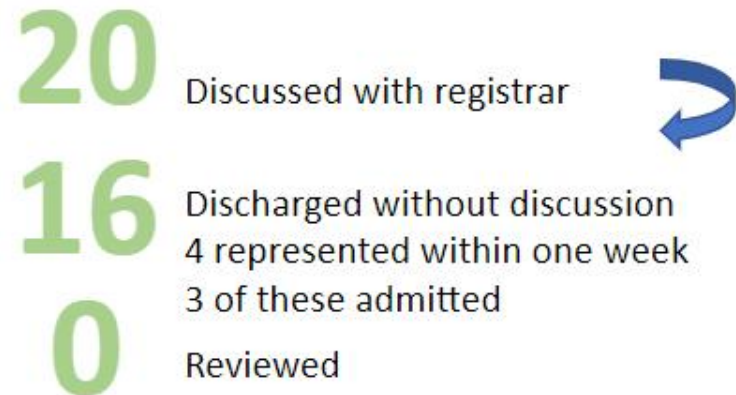 20 Discussed with registrar
16 Discharged without discussion
4 represented within one week
3 of these admitted
0 Reviewed